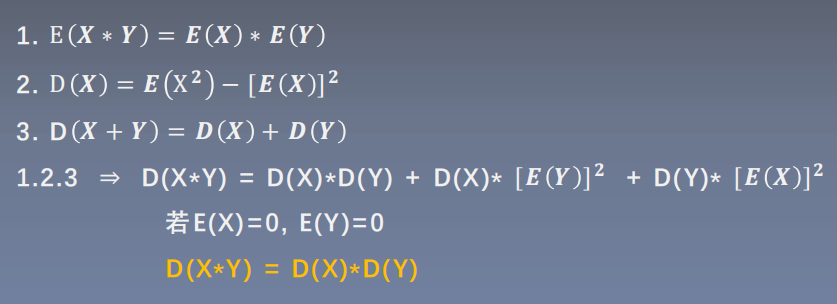 1. E(X * Y) = E(X) * E(Y)
2. D(X) = E(X²) − [E(X)]²
3. D(X + Y) = D(X) + D(Y)
1.2.3 ⇒ D(X*Y) = D(X)*D(Y) + D(X)* [E(Y)]² + D(Y)* [E(X)]²
若E(X)=0, E(Y)=0
D(X*Y) = D(X)*D(Y)